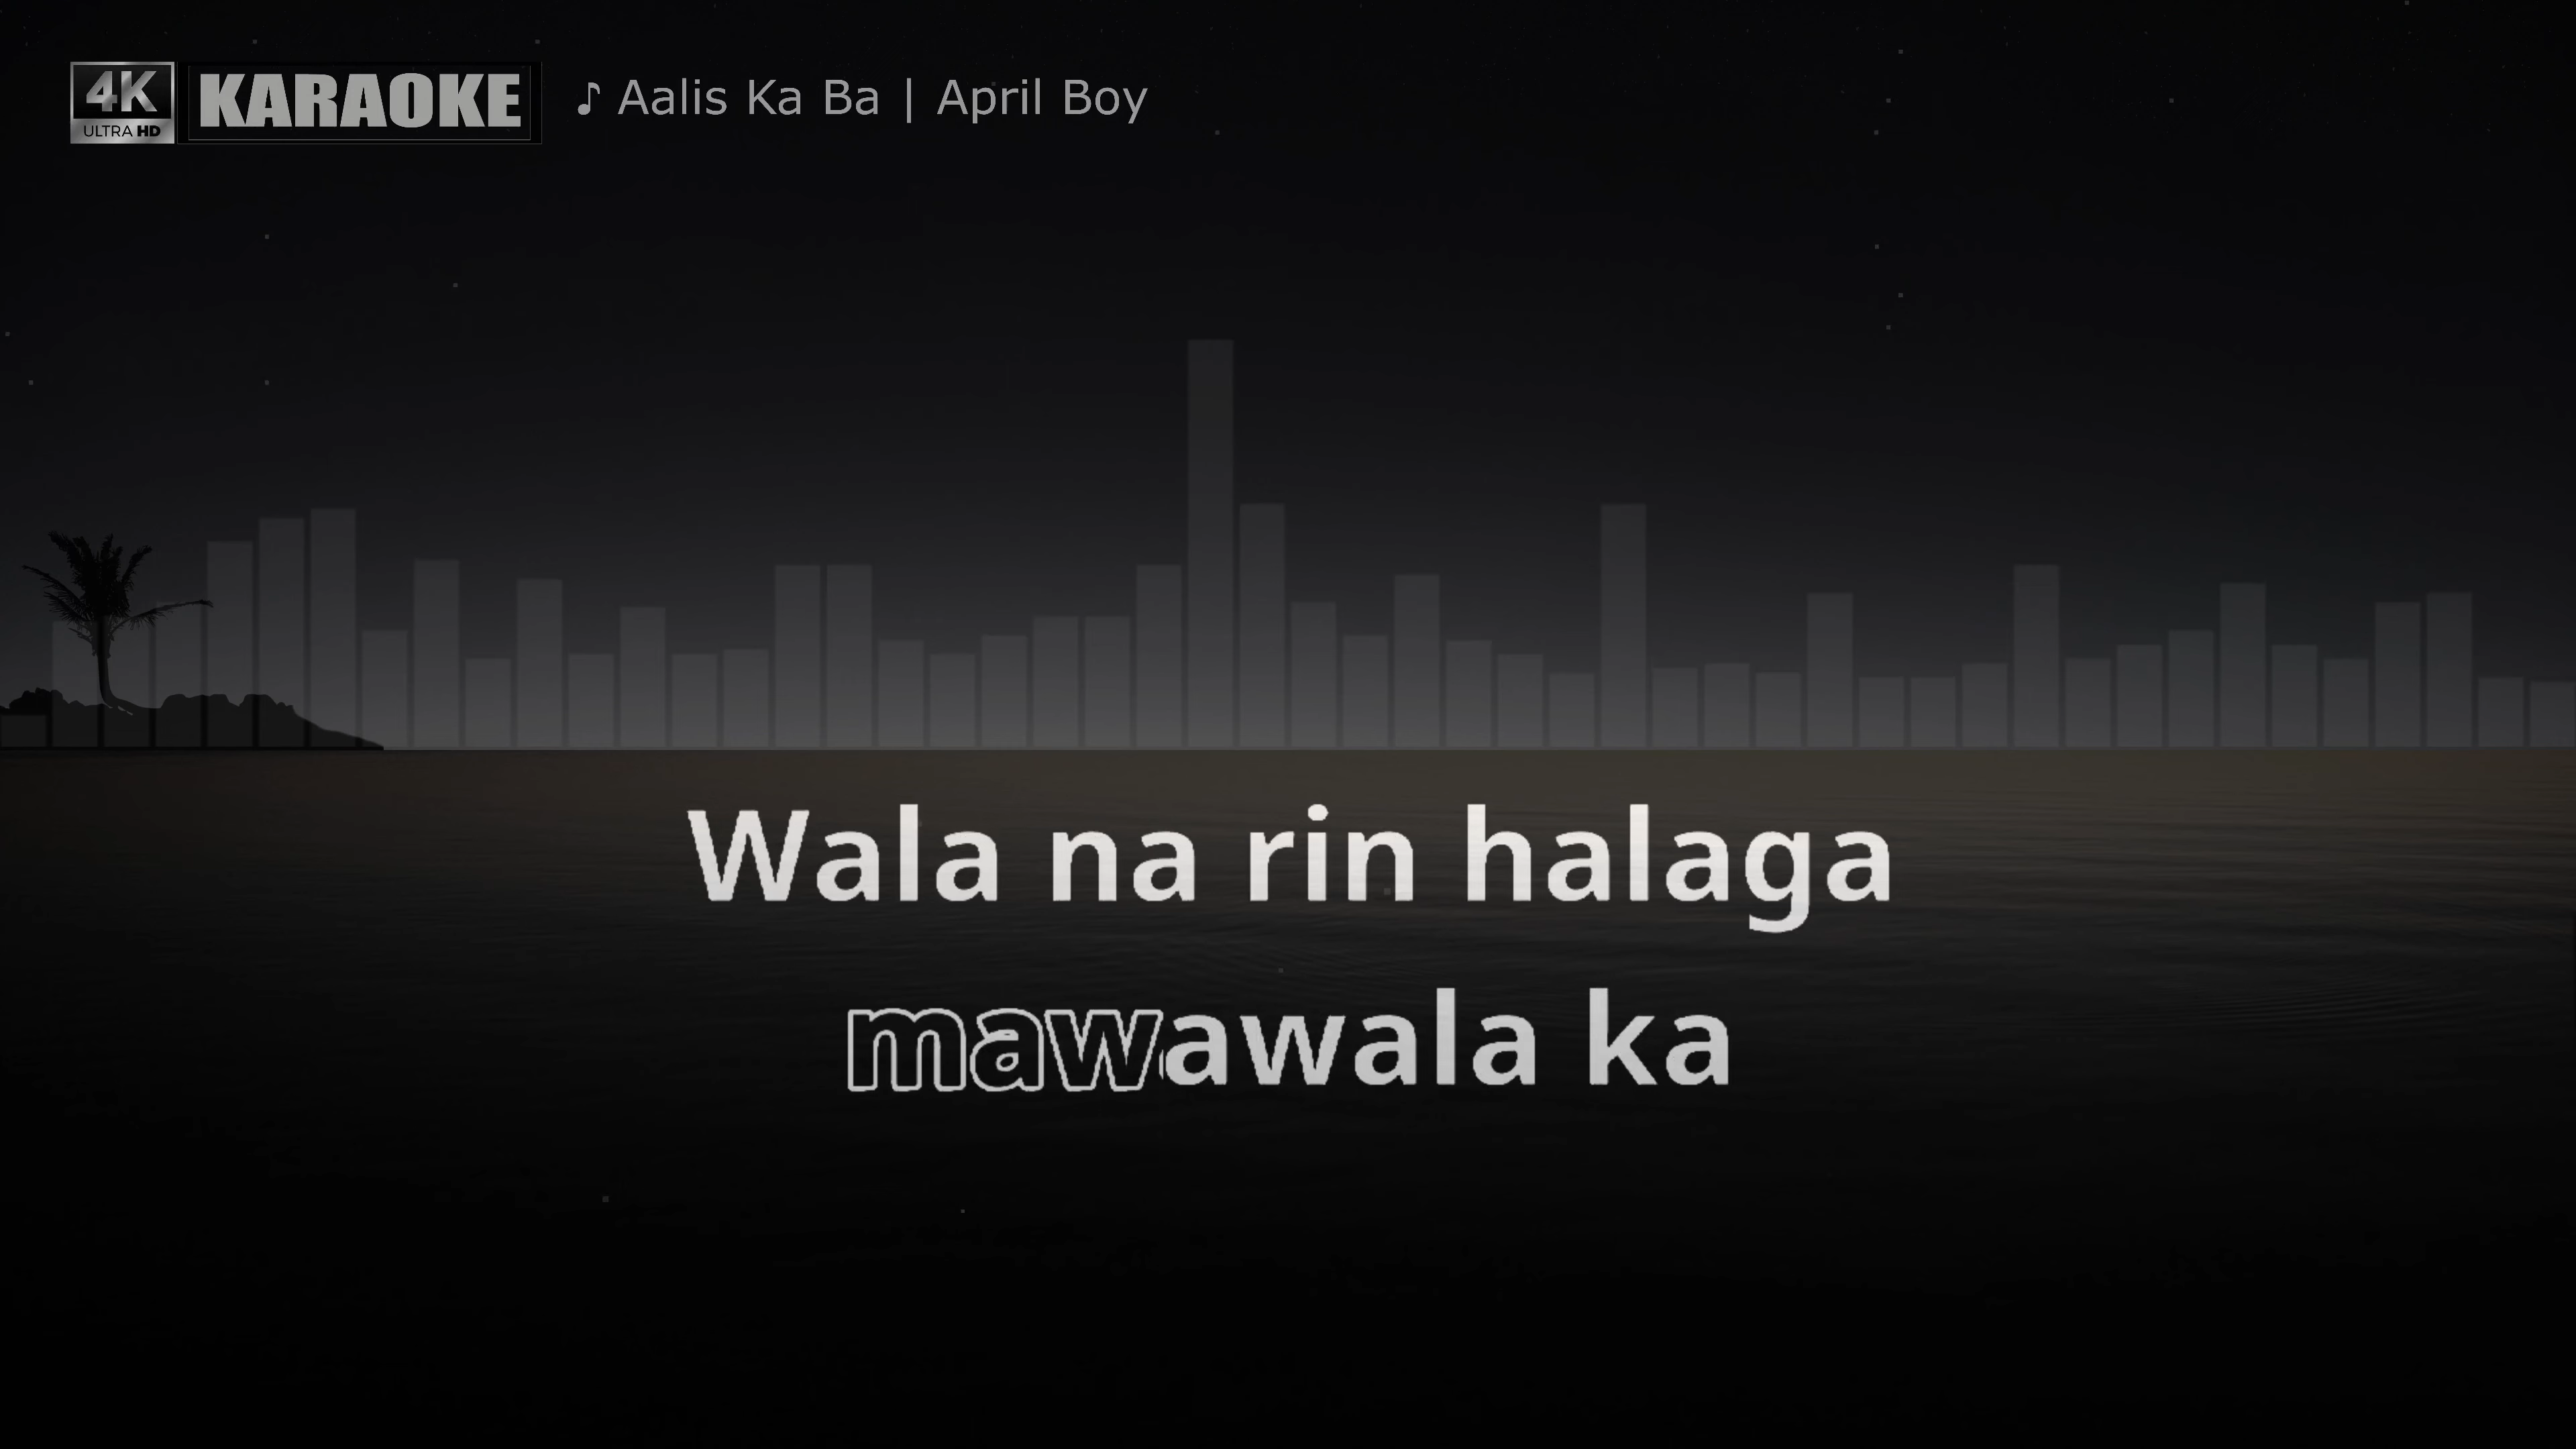 4K
ULTRA HD
KARAOKE
♪ Aalis Ka Ba | April Boy
Wala na rin halaga
mawawala ka